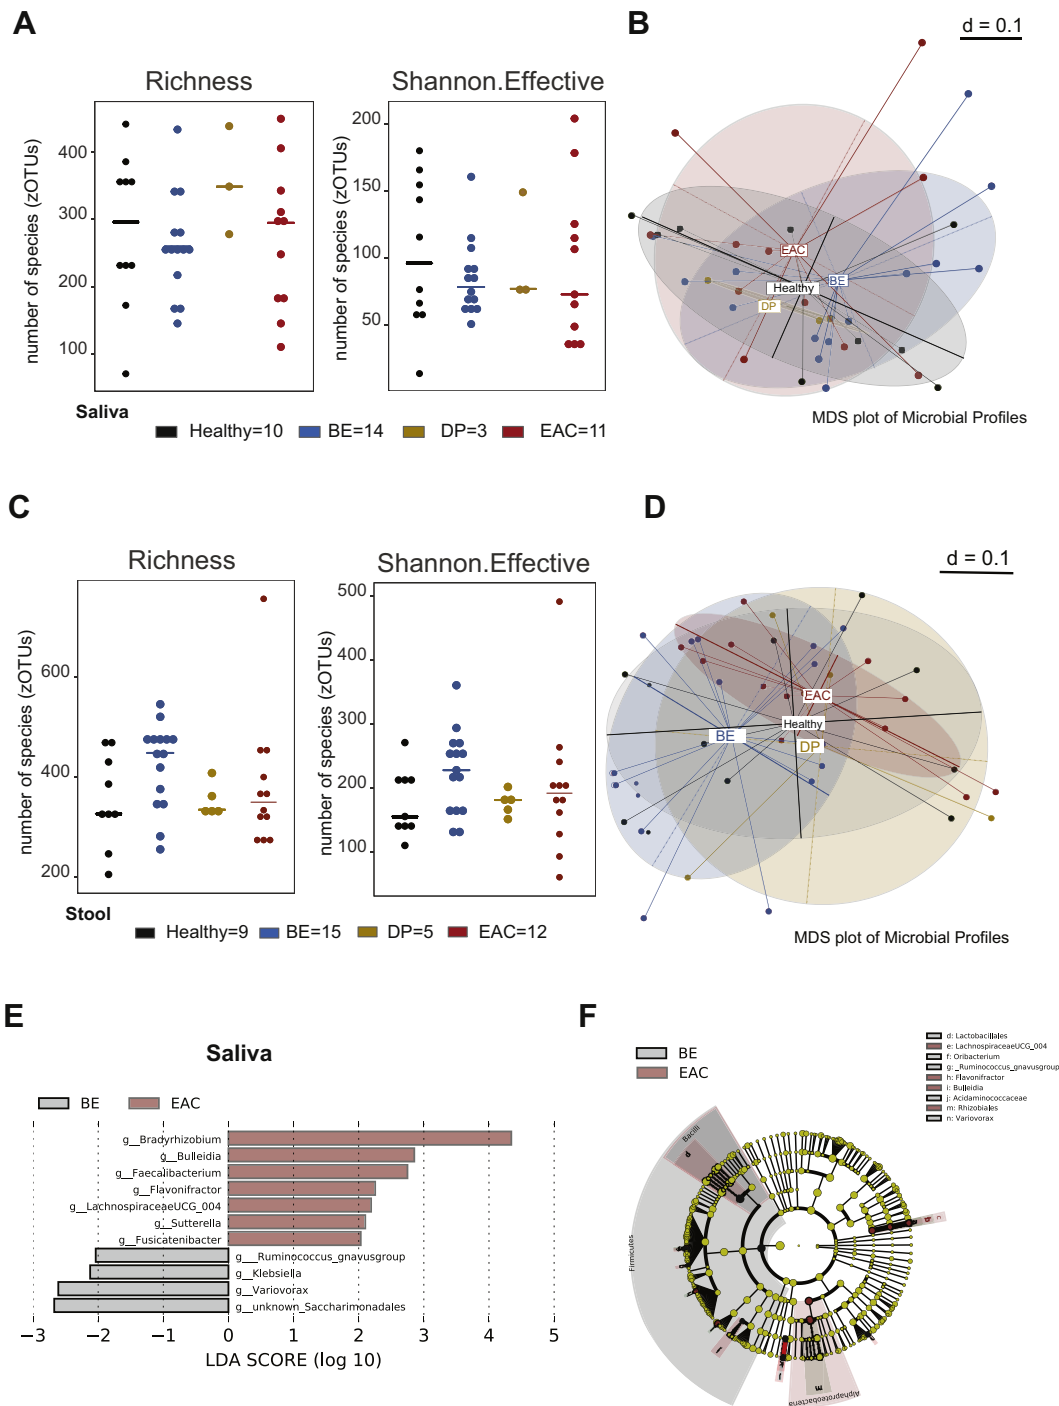 A
Richness
Shannon.Effective
number of species (zOTUs)
400
300
200
100
number of species (zOTUs)
200
150
100
50
Saliva
Healthy=10
BE=14
DP=3
EAC=11
B
d = 0.1
EAC
BE
Healthy
DP
MDS plot of Microbial Profiles
C
Richness
Shannon.Effective
number of species (zOTUs)
600
400
200
number of species (zOTUs)
500
400
300
200
100
Stool
Healthy=9
BE=15
DP=5
EAC=12
D
d = 0.1
EAC
Healthy
BE
DP
MDS plot of Microbial Profiles
E
Saliva
BE
EAC
g__Bradyrhizobium
g__Bulleidia
g__Faecalibacterium
g__Flavonifractor
g__LachnospiraceaeUCG_004
g__Sutterella
g__Fusicatenibacter
g___Ruminococcus_gnavusgroup
g__Klebsiella
g__Variovorax
g__unknown_Saccharimonadales
−3 −2 −1 0 1 2 3 4 5
LDA SCORE (log 10)
F
BE
EAC
d: Lactobacillales
e: LachnospiraceaeUCG_004
f: Oribacterium
g: _Ruminococcus_gnavusgroup
h: Flavonifractor
i: Bulleidia
j: Acidaminococcaceae
m: Rhizobiales
n: Variovorax
Bacilli
Firmicutes
Alphaproteobacteria
m